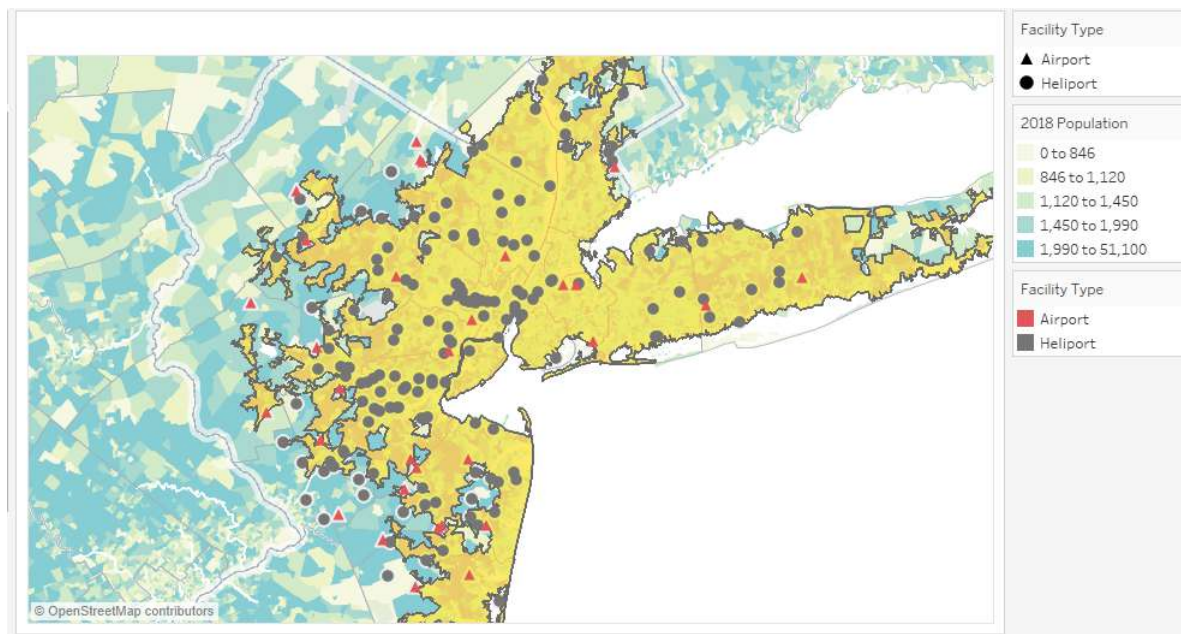 Facility Type
Airport
Heliport
2018 Population
0 to 846
846 to 1,120
1,120 to 1,450
1,450 to 1,990
1,990 to 51,100
Facility Type
Airport
Heliport
© OpenStreetMap contributors